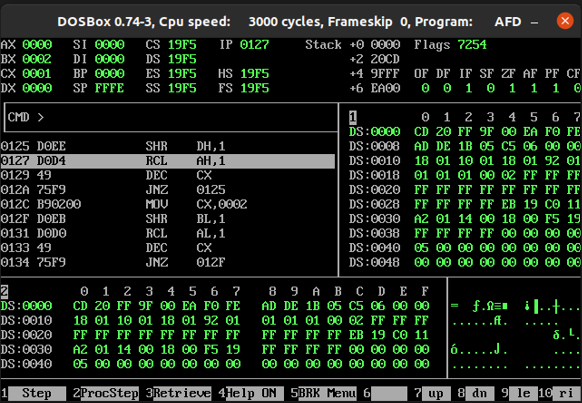 DOSBox 0.74-3, Cpu speed: 3000 cycles, Frameskip 0, Program: AFD
AX 0000 SI 0000 CS 19F5 IP 0127 Stack +0 0000 Flags 7254
BX 0002 DI 0000 DS 19F5 +2 20CD
CX 0001 BP 0000 ES 19F5 HS 19F5 +4 9FFF OF DF IF SF ZF AF PF CF
DX 0000 SP FFFE SS 19F5 FS 19F5 +6 EA00 0 0 1 0 1 1 1 0
CMD >
1 0 1 2 3 4 5 6 7
DS:0000 CD 20 FF 9F 00 EA F0 FE
DS:0008 AD DE 1B 05 C5 06 00 00
DS:0010 18 01 10 01 18 01 92 01
DS:0018 01 01 01 00 02 FF FF FF
DS:0020 FF FF FF FF FF FF FF FF
DS:0028 FF FF FF FF EB 19 C0 11
DS:0030 A2 01 14 00 18 00 F5 19
DS:0038 FF FF FF FF 00 00 00 00
DS:0040 05 00 00 00 00 00 00 00
DS:0048 00 00 00 00 00 00 00 00
0125 D0EE SHR DH,1
0127 D0D4 RCL AH,1
0129 49 DEC CX
012A 75F9 JNZ 0125
012C B90200 MOV CX,0002
012F D0EB SHR BL,1
0131 D0D0 RCL AL,1
0133 49 DEC CX
0134 75F9 JNZ 012F
2 0 1 2 3 4 5 6 7 8 9 A B C D E F
DS:0000 CD 20 FF 9F 00 EA F0 FE AD DE 1B 05 C5 06 00 00
DS:0010 18 01 10 01 18 01 92 01 01 01 01 00 02 FF FF FF
DS:0020 FF FF FF FF FF FF FF FF FF FF FF FF EB 19 C0 11
DS:0030 A2 01 14 00 18 00 F5 19 FF FF FF FF 00 00 00 00
DS:0040 05 00 00 00 00 00 00 00 00 00 00 00 00 00 00 00
1 Step 2 ProcStep 3 Retrieve 4 Help ON 5 BRK Menu 6 7 up 8 dn 9 le 10 ri